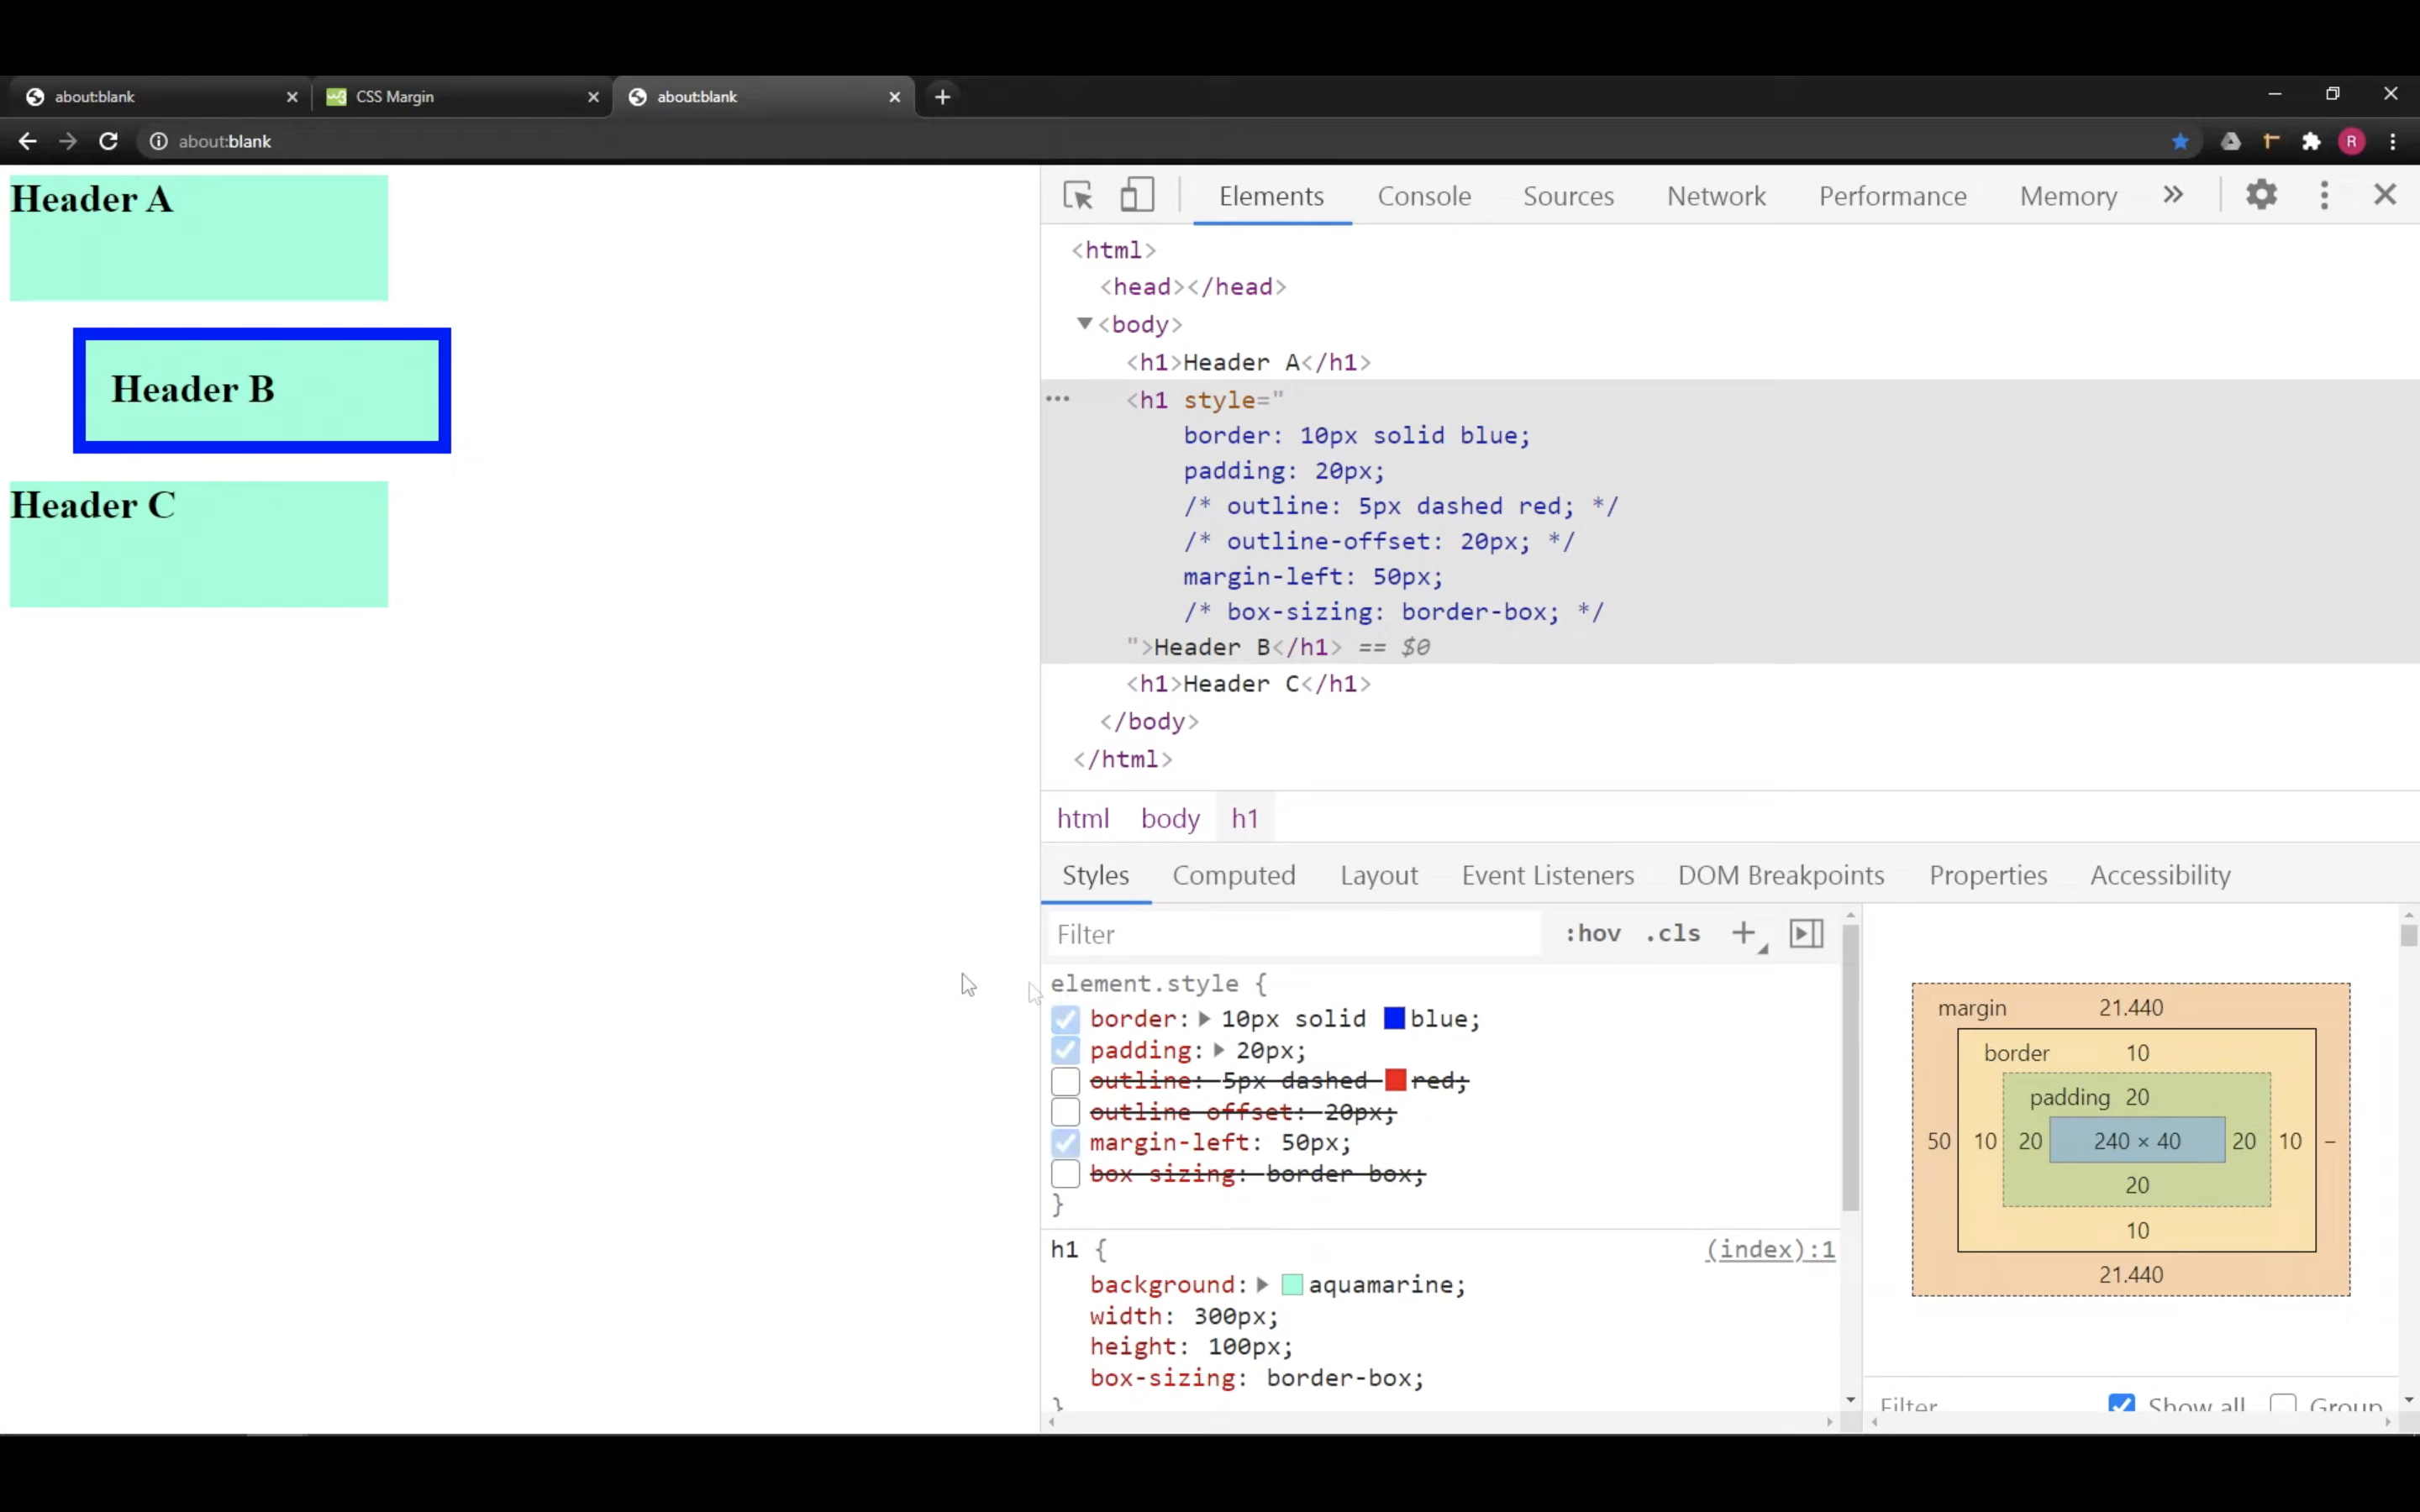 about:blank
CSS Margin
about:blank
about:blank
R
Header A
Header B
Header C
Elements
Console
Sources
Network
Performance
Memory
<html>
<head></head>
<body>
<h1>Header A</h1>
<h1 style="
border: 10px solid blue;
padding: 20px;
/* outline: 5px dashed red; */
/* outline-offset: 20px; */
margin-left: 50px;
/* box-sizing: border-box; */
">Header B</h1> == $0
<h1>Header C</h1>
</body>
</html>
html body h1
Styles
Computed
Layout
Event Listeners
DOM Breakpoints
Properties
Accessibility
Filter
:hov .cls
element.style {
border: 10px solid blue;
padding: 20px;
outline: 5px dashed red;
outline-offset: 20px;
margin-left: 50px;
box-sizing: border-box;
}
h1 {
(index):1
background: aquamarine;
width: 300px;
height: 100px;
box-sizing: border-box;
}
margin 21.440
border 10
padding 20
50 10 20 240 × 40 20 10 –
20
10
21.440
Filter
Show all
Group